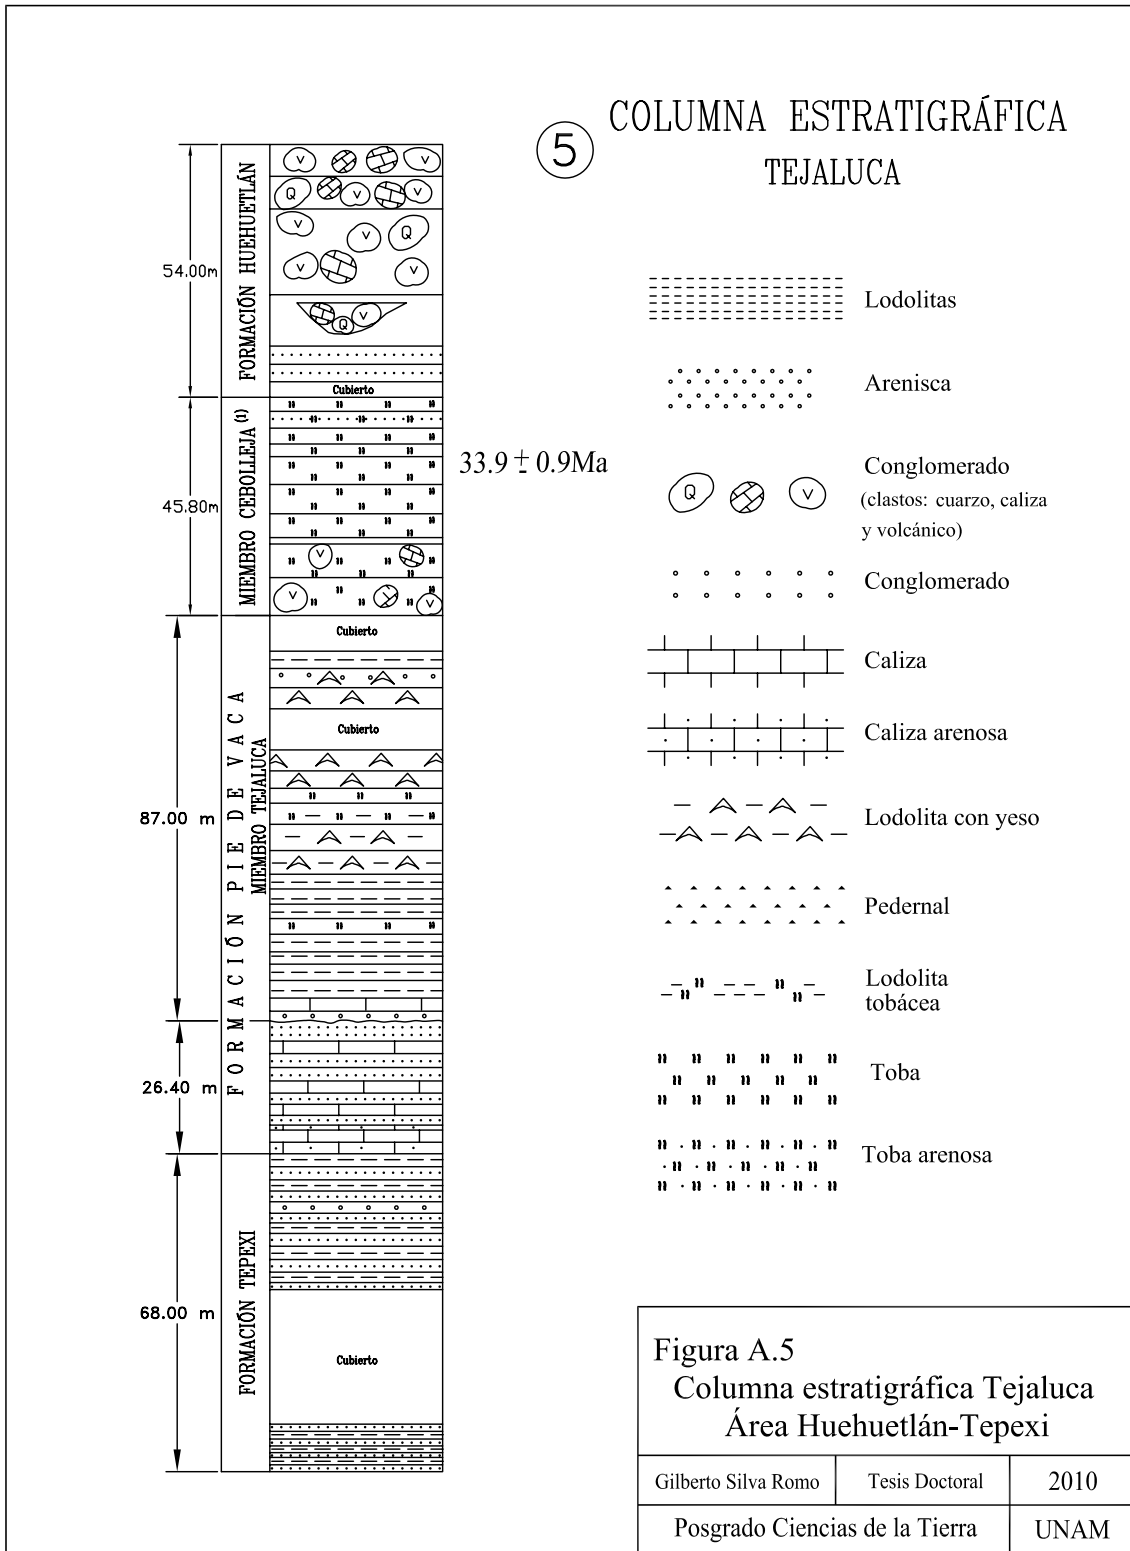 5
COLUMNA ESTRATIGRÁFICA
TEJALUCA
54.00m
45.80m
87.00 m
26.40 m
68.00 m
FORMACIÓN HUEHUETLÁN
MIEMBRO CEBOLLEJA (1)
FORMACIÓN PIE DE VACA
MIEMBRO TEJALUCA
FORMACIÓN TEPEXI
V
V
Q
V
V
V
V
Q
V
V
Q
V
Cubierto
33.9 ± 0.9Ma
V
V
V
Cubierto
Cubierto
Cubierto
Lodolitas
Arenisca
Q
V
Conglomerado
(clastos: cuarzo, caliza
y volcánico)
Conglomerado
Caliza
Caliza arenosa
Lodolita con yeso
Pedernal
Lodolita
tobácea
Toba
Toba arenosa
Figura A.5
Columna estratigráfica Tejaluca
Área Huehuetlán-Tepexi
Gilberto Silva Romo
Tesis Doctoral
2010
Posgrado Ciencias de la Tierra
UNAM